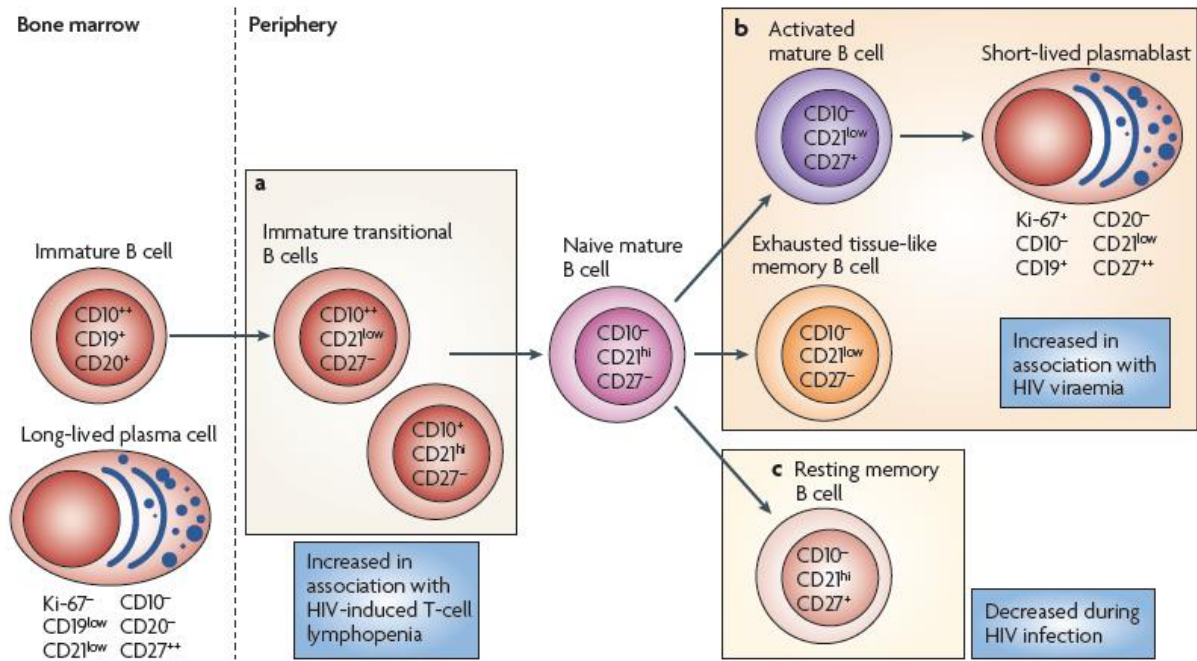 Bone marrow
Periphery
Immature B cell
CD10⁺⁺
CD19⁺
CD20⁺
Long-lived plasma cell
Ki-67⁻ CD10⁻
CD19ˡᵒʷ CD20⁻
CD21ˡᵒʷ CD27⁺⁺
a
Immature transitional
B cells
CD10⁺⁺
CD21ˡᵒʷ
CD27⁻
CD10⁺
CD21ʰⁱ
CD27⁻
Increased in
association with
HIV-induced T-cell
lymphopenia
Naive mature
B cell
CD10⁻
CD21ʰⁱ
CD27⁻
b Activated
mature B cell
CD10⁻
CD21ˡᵒʷ
CD27⁺
Short-lived plasmablast
Ki-67⁺ CD20⁻
CD10⁻ CD21ˡᵒʷ
CD19⁺ CD27⁺⁺
Exhausted tissue-like
memory B cell
CD10⁻
CD21ˡᵒʷ
CD27⁻
Increased in
association with
HIV viraemia
c Resting memory
B cell
CD10⁻
CD21ʰⁱ
CD27⁺
Decreased during
HIV infection